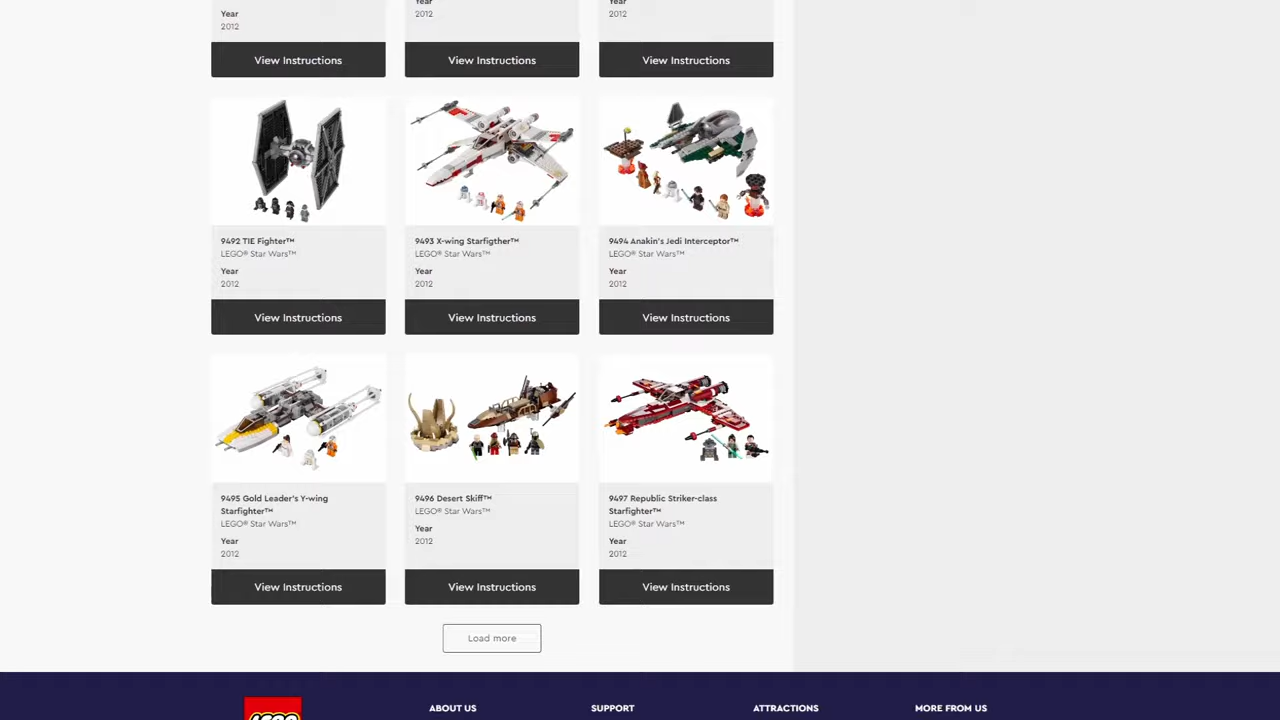 Year
2012
Year
2012
Year
2012
View Instructions
View Instructions
View Instructions
9492 TIE Fighter™
LEGO® Star Wars™
Year
2012
View Instructions
9493 X-wing Starfigther™
LEGO® Star Wars™
Year
2012
View Instructions
9494 Anakin's Jedi Interceptor™
LEGO® Star Wars™
Year
2012
View Instructions
9495 Gold Leader's Y-wing
Starfighter™
LEGO® Star Wars™
Year
2012
View Instructions
9496 Desert Skiff™
LEGO® Star Wars™
Year
2012
View Instructions
9497 Republic Striker-class
Starfighter™
LEGO® Star Wars™
Year
2012
View Instructions
Load more
LEGO
ABOUT US
SUPPORT
ATTRACTIONS
MORE FROM US